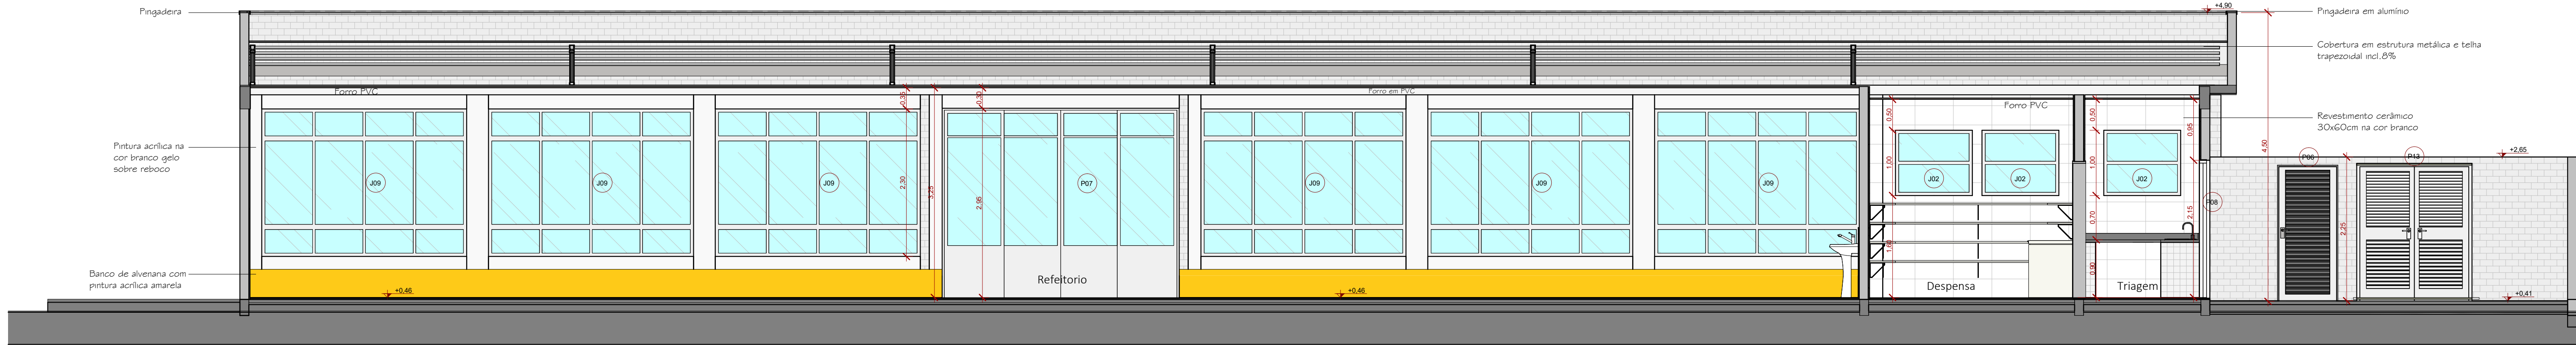 Pingadeira
+4,90
Pingadeira em alumínio
Cobertura em estrutura metálica e telha
trapezoidal incl.8%
Forro PVC
Forro em PVC
Forro PVC
0,35
0,30
0,50
0,50
0,95
4,50
Revestimento cerâmico
30x60cm na cor branco
Pintura acrílica na
cor branco gelo
sobre reboco
+2,65
P06
P13
J09
J09
J09
P07
J09
J09
J09
J02
J02
J02
2,30
3,25
2,95
1,00
1,00
P08
0,70
2,15
2,25
1,60
0,90
Banco de alvenaria com
pintura acrílica amarela
Refeitorio
Despensa
Triagem
+0,46
+0,46
+0,41